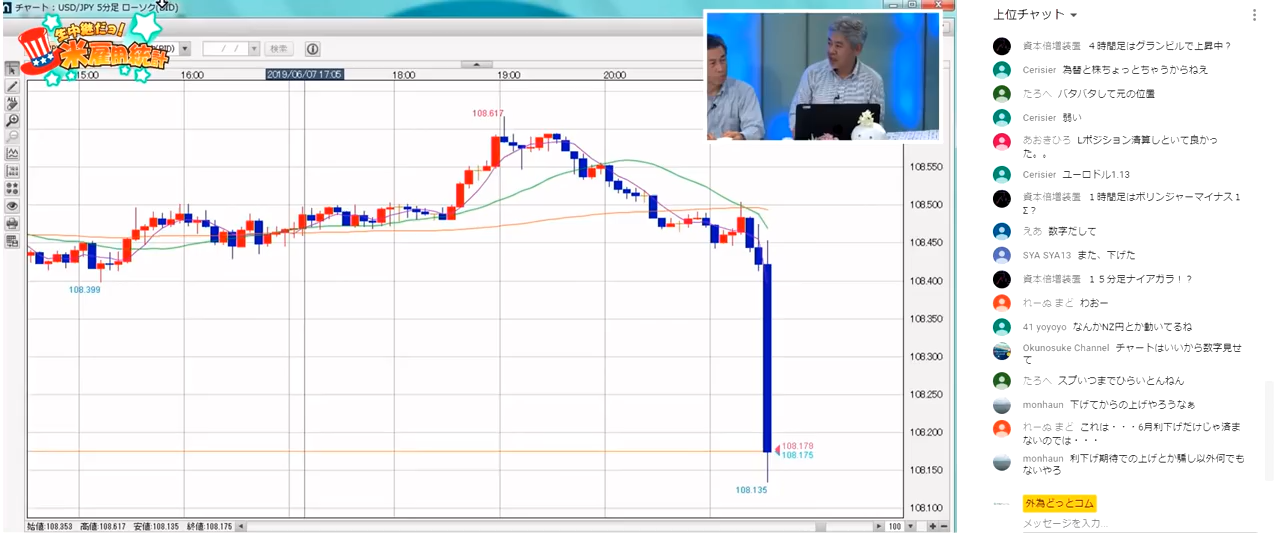 チャート：USD/JPY 5分足 ローソク(BID)
生中継だヨ！
米雇用統計
検索
15:00
16:00
2019/06/07 17:05
18:00
19:00
20:00
108.617
108.550
108.500
108.450
108.400
108.350
108.300
108.250
108.200
108.150
108.100
108.399
108.178
108.175
108.135
始値:108.353 高値:108.617 安値:108.135 終値:108.175
100
上位チャット
資本倍増装置 ４時間足はグランビルで上昇中？
Cerisier 為替と株ちょっとちゃうからねえ
たろへ バタバタして元の位置
Cerisier 弱い
あおきひろ Lポジション清算しといて良かっ
た。。
Cerisier ユーロドル1.13
資本倍増装置 １時間足はボリンジャーマイナス１
Σ？
えあ 数字だして
SYA SYA13 また、下げた
資本倍増装置 １５分足ナイアガラ！？
れーぬ まど わおー
41 yoyoyo なんかNZ円とか動いてるね
Okunosuke Channel チャートはいいから数字見せ
て
たろへ スプいつまでひらいとんねん
monhaun 下げてからの上げやろうなぁ
れーぬ まど これは・・・6月利下げだけじゃ済ま
ないのでは・・・
monhaun 利下げ期待での上げとか騙し以外何でも
ないやろ
外為どっとコム
メッセージを入力...